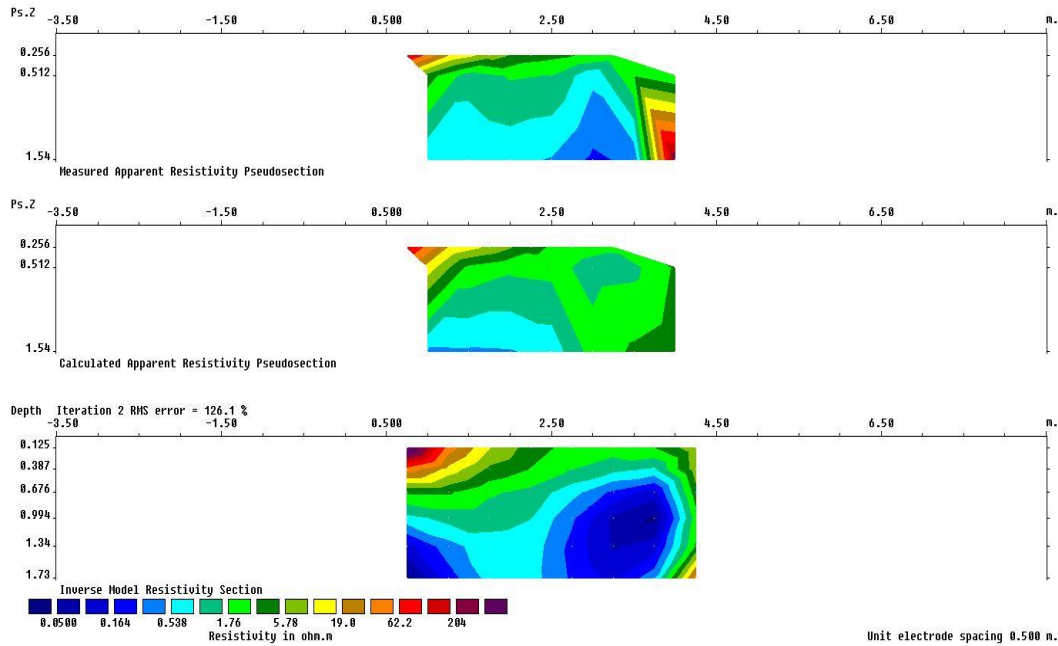 Ps.Z
-3.50 -1.50 0.500 2.50 4.50 6.50 m.
0.256
0.512
1.54
Measured Apparent Resistivity Pseudosection
Ps.Z
-3.50 -1.50 0.500 2.50 4.50 6.50 m.
0.256
0.512
1.54
Calculated Apparent Resistivity Pseudosection
Depth Iteration 2 RMS error = 126.1 %
-3.50 -1.50 0.500 2.50 4.50 6.50 m.
0.125
0.387
0.676
0.994
1.34
1.73
Inverse Model Resistivity Section
0.0500 0.164 0.538 1.76 5.78 19.0 62.2 204
Resistivity in ohm.m
Unit electrode spacing 0.500 m.